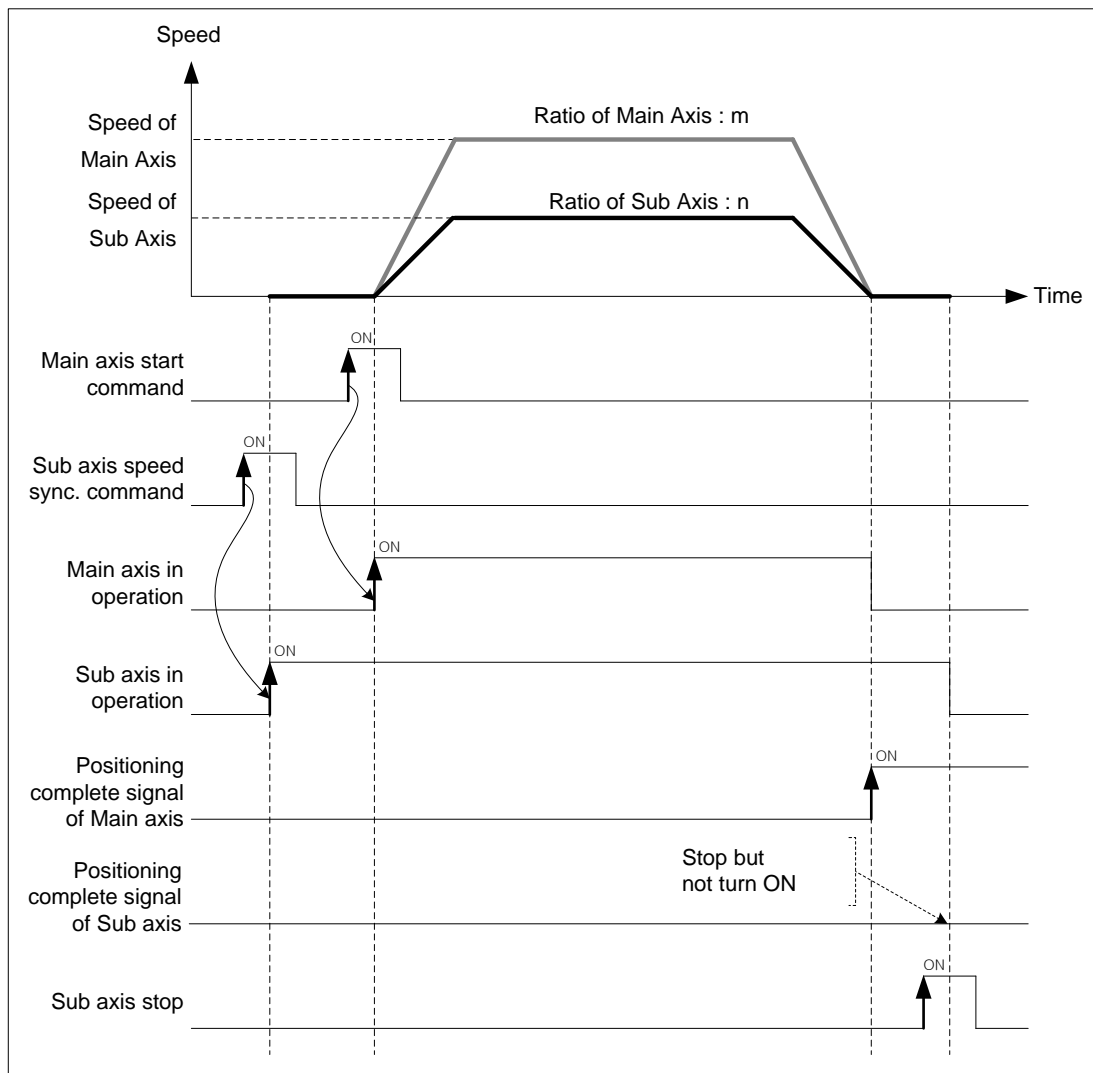 Speed
Speed of
Main Axis
Ratio of Main Axis : m
Speed of
Sub Axis
Ratio of Sub Axis : n
Time
Main axis start
command
ON
Sub axis speed
sync. command
ON
Main axis in
operation
ON
Sub axis in
operation
ON
Positioning
complete signal
of Main axis
ON
Positioning
complete signal
of Sub axis
Stop but
not turn ON
Sub axis stop
ON